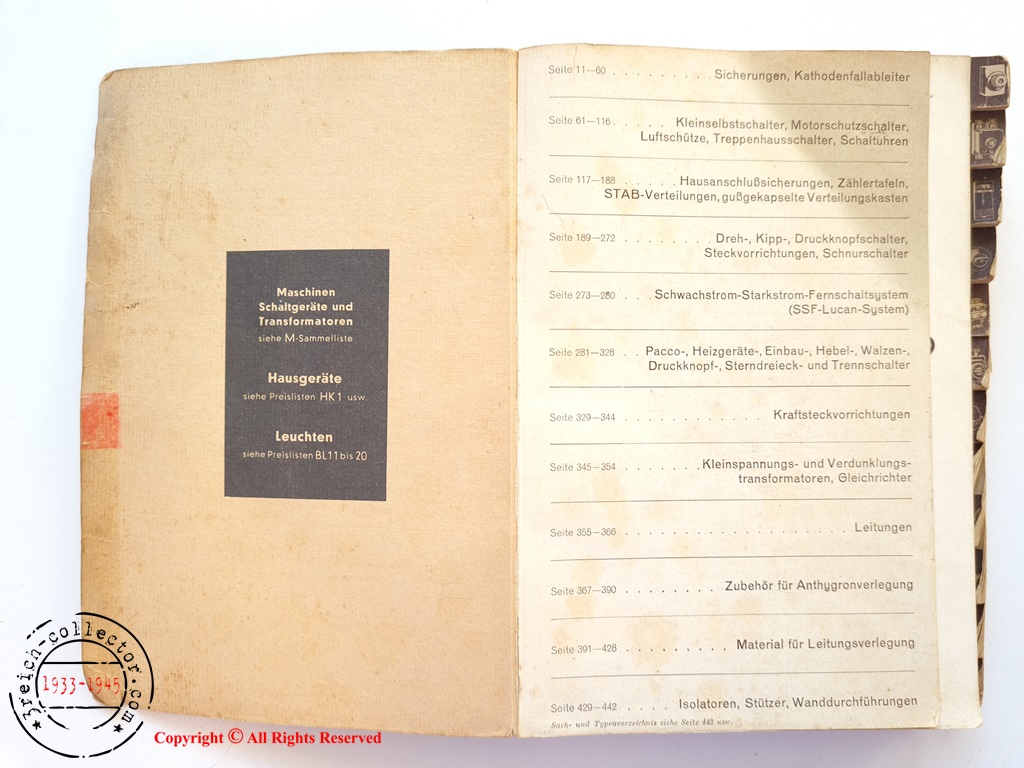 Maschinen
Schaltgeräte und
Transformatoren
siehe M-Sammelliste
Hausgeräte
siehe Preislisten HK1 usw.
Leuchten
siehe Preislisten BL11 bis 20
Seite 11—60 . . . . . . . . Sicherungen, Kathodenfallableiter
Seite 61—116 . . . . . Kleinselbstschalter, Motorschutzschalter,
Luftschütze, Treppenhausschalter, Schaltuhren
Seite 117—188 . . . . . Hausanschlußsicherungen, Zählertafeln,
STAB-Verteilungen, gußgekapselte Verteilungskasten
Seite 189—272 . . . . . . . . Dreh-, Kipp-, Druckknopfschalter,
Steckvorrichtungen, Schnurschalter
Seite 273—280 . . . Schwachstrom-Starkstrom-Fernschaltsystem
(SSF-Lucan-System)
Seite 281—328 . . Pacco-, Heizgeräte-, Einbau-, Hebel-, Walzen-,
Druckknopf-, Sterndreieck- und Trennschalter
Seite 329—344 . . . . . . . . . . . . . Kraftsteckvorrichtungen
Seite 345—354 . . . . . . . Kleinspannungs- und Verdunklungs-
transformatoren, Gleichrichter
Seite 355—366 . . . . . . . . . . . . . . . . . . . . Leitungen
Seite 367—390 . . . . . . . . . Zubehör für Anthygronverlegung
Seite 391—428 . . . . . . . . . Material für Leitungsverlegung
Seite 429—442 . . . . Isolatoren, Stützer, Wanddurchführungen
Sach- und Typenverzeichnis siehe Seite 443 usw.
3reich-collector.com
1933-1945
Copyright © All Rights Reserved